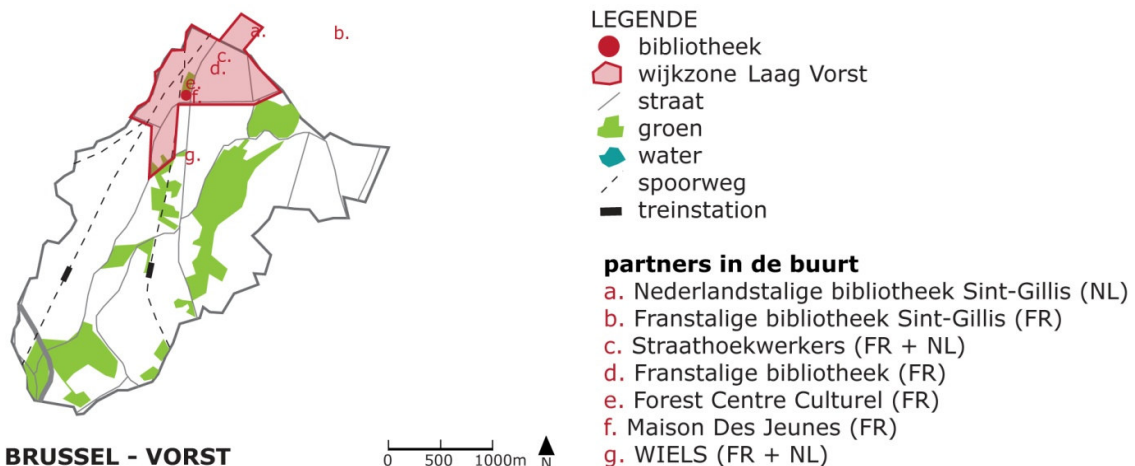 a.
b.
c.
d.
e.
f.
g.
BRUSSEL - VORST
0 500 1000m N
LEGENDE
bibliotheek
wijkzone Laag Vorst
straat
groen
water
spoorweg
treinstation
partners in de buurt
a. Nederlandstalige bibliotheek Sint-Gillis (NL)
b. Franstalige bibliotheek Sint-Gillis (FR)
c. Straathoekwerkers (FR + NL)
d. Franstalige bibliotheek (FR)
e. Forest Centre Culturel (FR)
f. Maison Des Jeunes (FR)
g. WIELS (FR + NL)